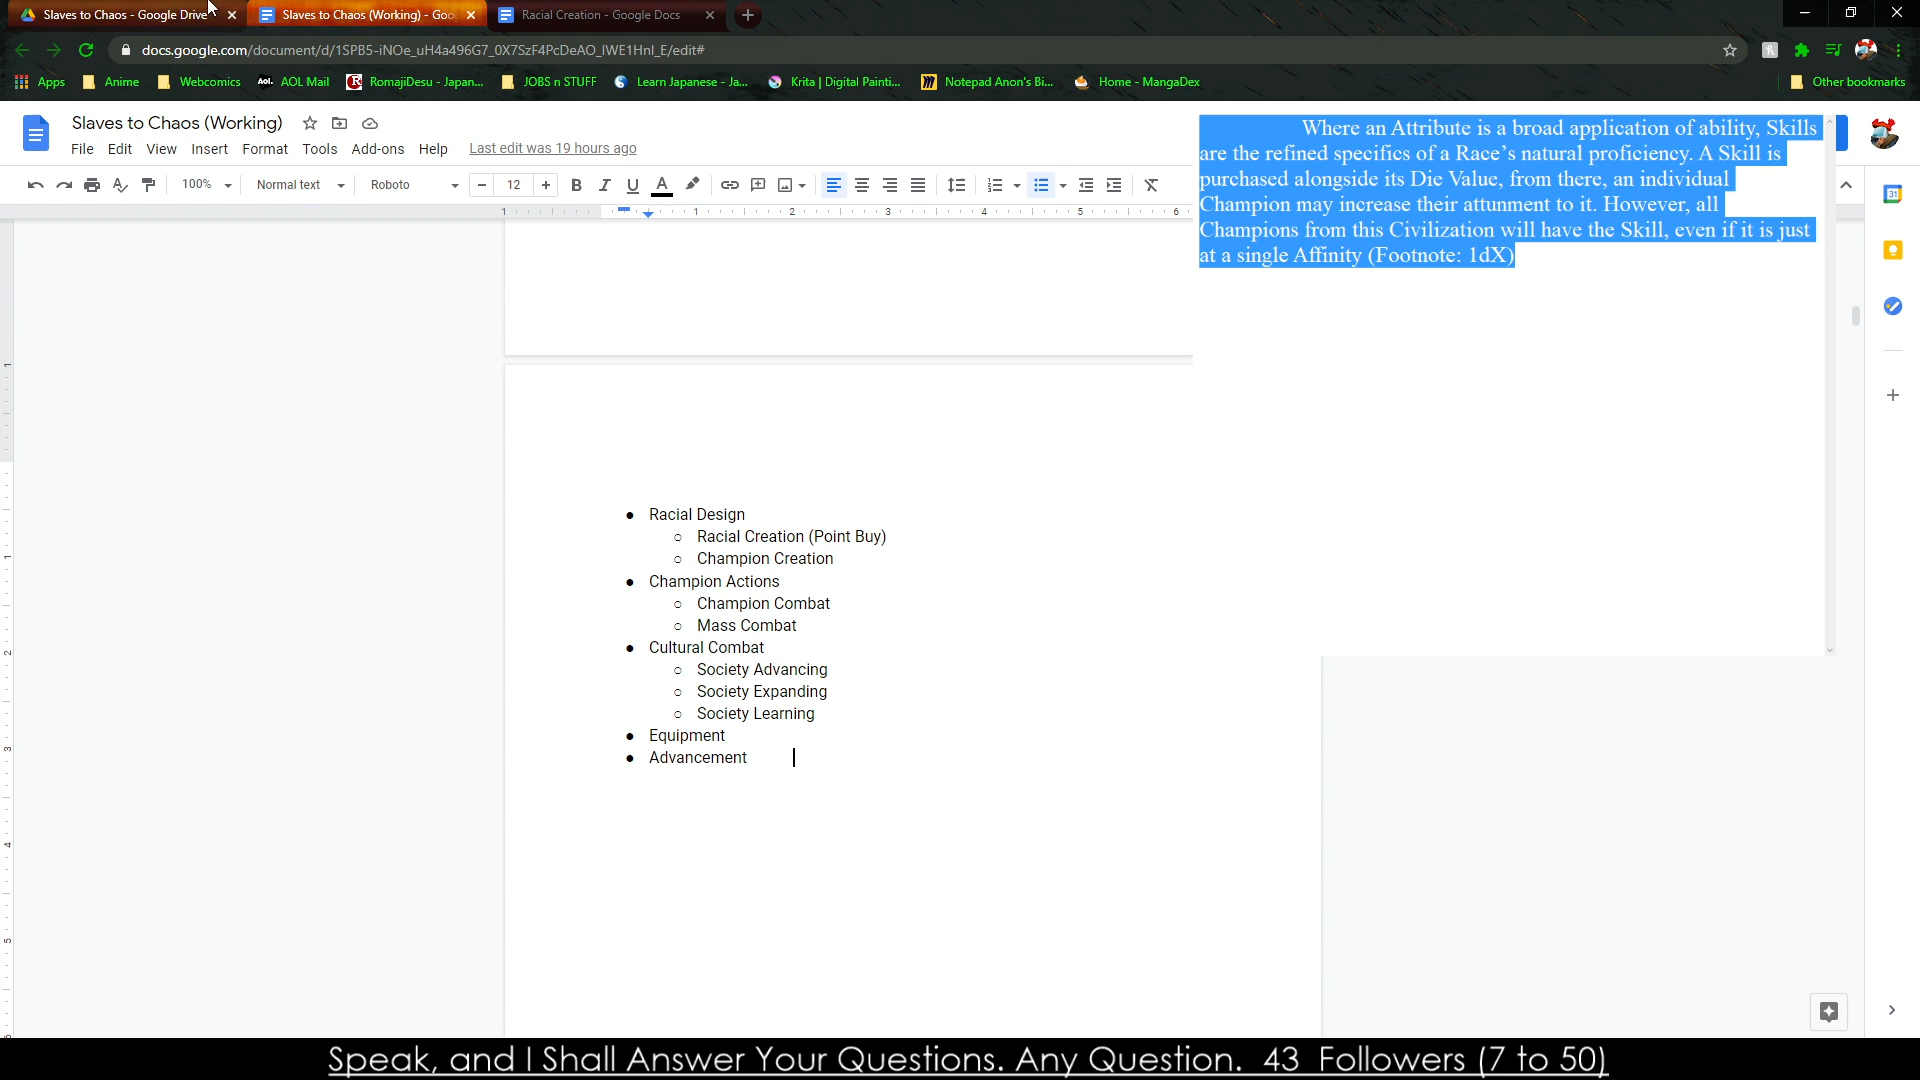 Slaves to Chaos - Google Drive
Slaves to Chaos (Working) - Goo
Racial Creation - Google Docs
docs.google.com/document/d/1SPB5-iNOe_uH4a496G7_0X7SzF4PcDeAO_IWE1HnI_E/edit#
Apps Anime Webcomics Aol. AOL Mail RomajiDesu - Japan... JOBS n STUFF Learn Japanese - Ja... Krita | Digital Painti... Notepad Anon's Bi... Home - MangaDex Other bookmarks
Slaves to Chaos (Working)
File Edit View Insert Format Tools Add-ons Help Last edit was 19 hours ago
100% Normal text Roboto 12
Where an Attribute is a broad application of ability, Skills
are the refined specifics of a Race's natural proficiency. A Skill is
purchased alongside its Die Value, from there, an individual
Champion may increase their attunment to it. However, all
Champions from this Civilization will have the Skill, even if it is just
at a single Affinity (Footnote: 1dX)
1 1 2 3 4 5 6
Racial Design
Racial Creation (Point Buy)
Champion Creation
Champion Actions
Champion Combat
Mass Combat
Cultural Combat
Society Advancing
Society Expanding
Society Learning
Equipment
Advancement
Speak, and I Shall Answer Your Questions. Any Question. 43 Followers (7 to 50)